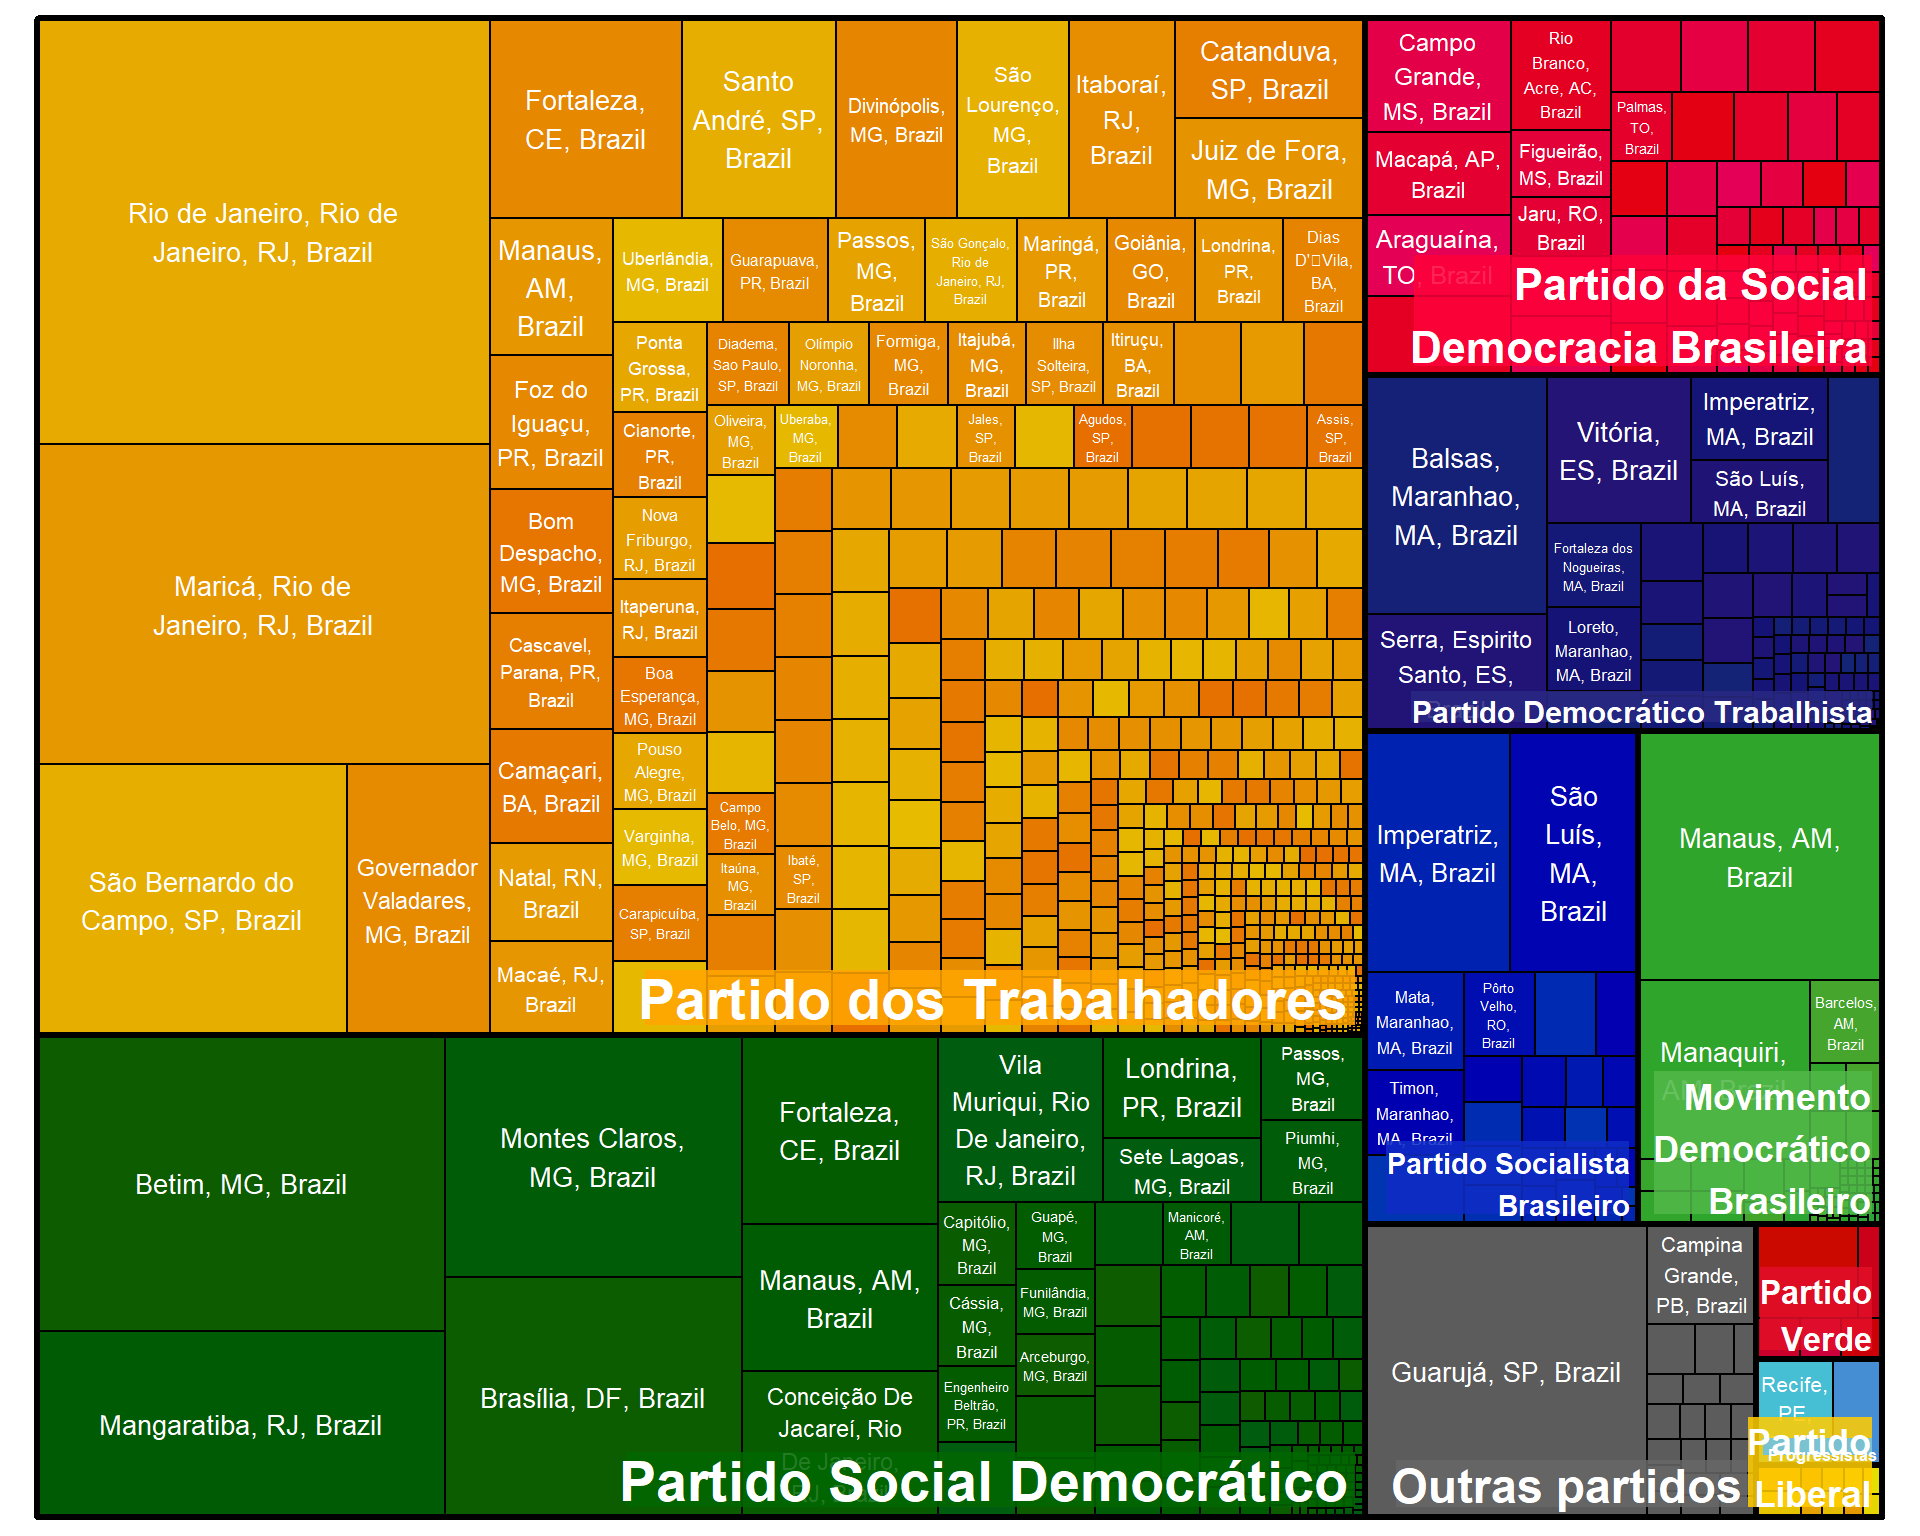 Rio de Janeiro, Rio de
Janeiro, RJ, Brazil
Maricá, Rio de
Janeiro, RJ, Brazil
São Bernardo do
Campo, SP, Brazil
Governador
Valadares,
MG, Brazil
Fortaleza,
CE, Brazil
Santo
André, SP,
Brazil
Divinópolis,
MG, Brazil
São
Lourenço,
MG,
Brazil
Itaboraí,
RJ,
Brazil
Catanduva,
SP, Brazil
Juiz de Fora,
MG, Brazil
Manaus,
AM,
Brazil
Foz do
Iguaçu,
PR, Brazil
Bom
Despacho,
MG, Brazil
Cascavel,
Parana, PR,
Brazil
Camaçari,
BA, Brazil
Natal, RN,
Brazil
Macaé, RJ,
Brazil
Uberlândia,
MG, Brazil
Guarapuava,
PR, Brazil
Passos,
MG,
Brazil
São Gonçalo,
Rio de
Janeiro, RJ,
Brazil
Maringá,
PR,
Brazil
Goiânia,
GO,
Brazil
Londrina,
PR,
Brazil
Dias
D'▯Vila,
BA,
Brazil
Ponta
Grossa,
PR, Brazil
Cianorte,
PR,
Brazil
Nova
Friburgo,
RJ, Brazil
Itaperuna,
RJ, Brazil
Boa
Esperança,
MG, Brazil
Pouso
Alegre,
MG, Brazil
Varginha,
MG, Brazil
Carapicuíba,
SP, Brazil
Diadema,
Sao Paulo,
SP, Brazil
Olímpio
Noronha,
MG, Brazil
Formiga,
MG,
Brazil
Itajubá,
MG,
Brazil
Ilha
Solteira,
SP, Brazil
Itiruçu,
BA,
Brazil
Oliveira,
MG,
Brazil
Uberaba,
MG,
Brazil
Jales,
SP,
Brazil
Agudos,
SP,
Brazil
Assis,
SP,
Brazil
Campo
Belo, MG,
Brazil
Itaúna,
MG,
Brazil
Ibaté,
SP,
Brazil
Partido dos Trabalhadores
Campo
Grande,
MS, Brazil
Macapá, AP,
Brazil
Araguaína,
TO, Brazil
Rio
Branco,
Acre, AC,
Brazil
Figueirão,
MS, Brazil
Jaru, RO,
Brazil
Palmas,
TO,
Brazil
Partido da Social
Democracia Brasileira
Balsas,
Maranhao,
MA, Brazil
Serra, Espirito
Santo, ES,
Brazil
Vitória,
ES, Brazil
Imperatriz,
MA, Brazil
São Luís,
MA, Brazil
Fortaleza dos
Nogueiras,
MA, Brazil
Loreto,
Maranhao,
MA, Brazil
Partido Democrático Trabalhista
Imperatriz,
MA, Brazil
São
Luís,
MA,
Brazil
Mata,
Maranhao,
MA, Brazil
Timon,
Maranhao,
MA, Brazil
Pôrto
Velho,
RO,
Brazil
Partido Socialista
Brasileiro
Manaus, AM,
Brazil
Manaquiri,
AM, Brazil
Barcelos,
AM,
Brazil
Movimento
Democrático
Brasileiro
Betim, MG, Brazil
Mangaratiba, RJ, Brazil
Montes Claros,
MG, Brazil
Brasília, DF, Brazil
Fortaleza,
CE, Brazil
Manaus, AM,
Brazil
Conceição De
Jacareí, Rio
De Janeiro,
RJ, Brazil
Vila
Muriqui, Rio
De Janeiro,
RJ, Brazil
Londrina,
PR, Brazil
Sete Lagoas,
MG, Brazil
Passos,
MG,
Brazil
Piumhi,
MG,
Brazil
Capitólio,
MG,
Brazil
Cássia,
MG,
Brazil
Engenheiro
Beltrão,
PR, Brazil
Guapé,
MG,
Brazil
Funilândia,
MG, Brazil
Arceburgo,
MG, Brazil
Manicoré,
AM,
Brazil
Partido Social Democrático
Guarujá, SP, Brazil
Campina
Grande,
PB, Brazil
Outras partidos
Partido
Verde
Recife,
PE,
Progressistas
Partido
Liberal